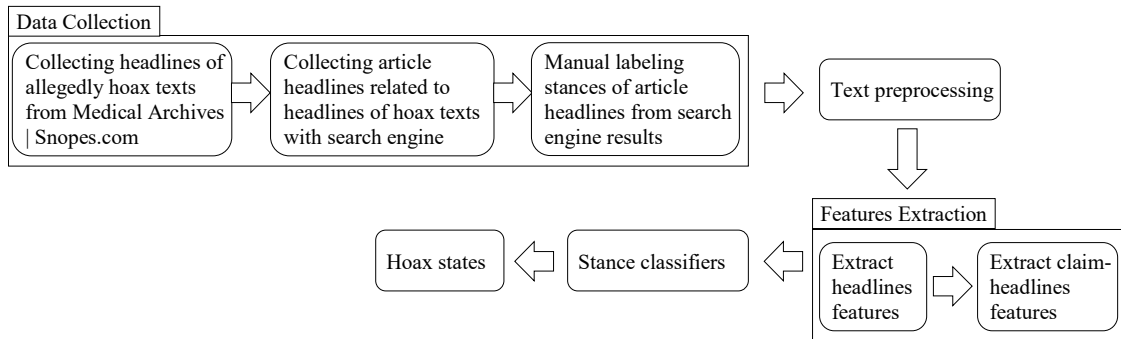 Data Collection
Collecting headlines of
allegedly hoax texts
from Medical Archives
| Snopes.com
Collecting article
headlines related to
headlines of hoax texts
with search engine
Manual labeling
stances of article
headlines from search
engine results
Text preprocessing
Features Extraction
Extract
headlines
features
Extract claim-
headlines
features
Stance classifiers
Hoax states